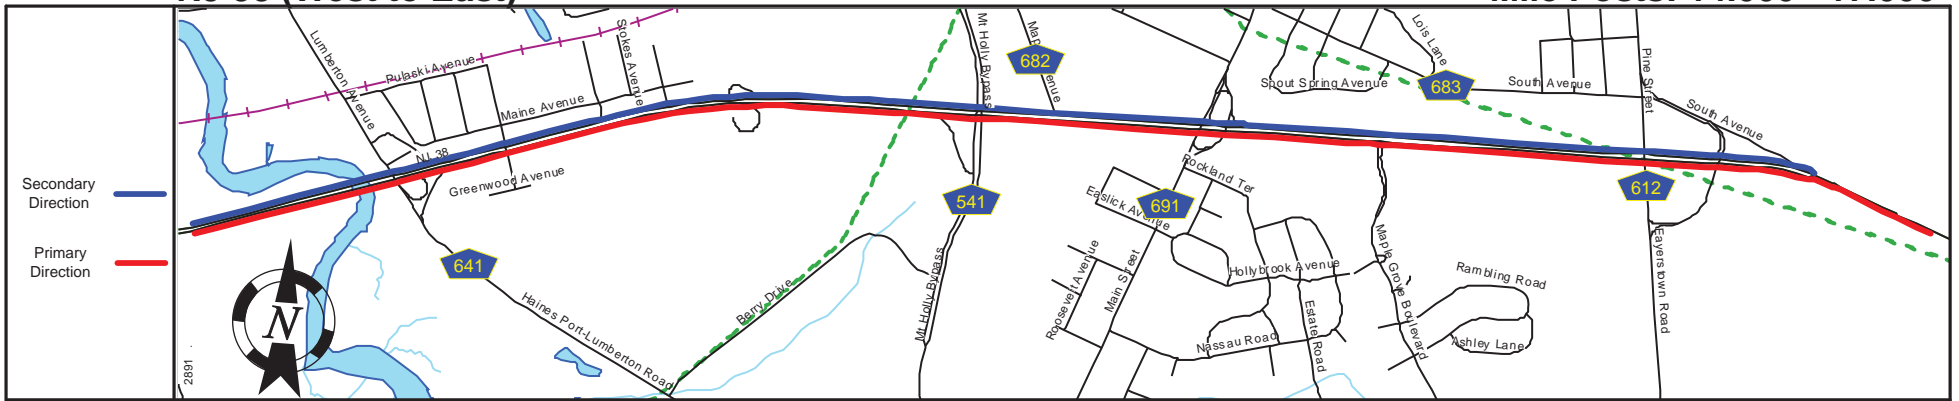 Secondary
Direction
Primary
Direction
Lumberton Avenue
Pulaski Avenue
Stokes Avenue
Maine Avenue
NJ 38
Greenwood Avenue
641
Haines Port-Lumberton Road
Berry Drive
2891
N
Mt Holly Bypass
682
541
Mt Holly Bypass
Rockland Ter
Easlick Avenue
691
Roosevelt Avenue
Main Street
Hollybrook Avenue
Nassau Road
Estate Road
Maple Grove Boulevard
Rambling Road
Ashley Lane
Spout Spring Avenue
Lois Lane
683
South Avenue
Pine Street
South Avenue
612
Eayerstown Road